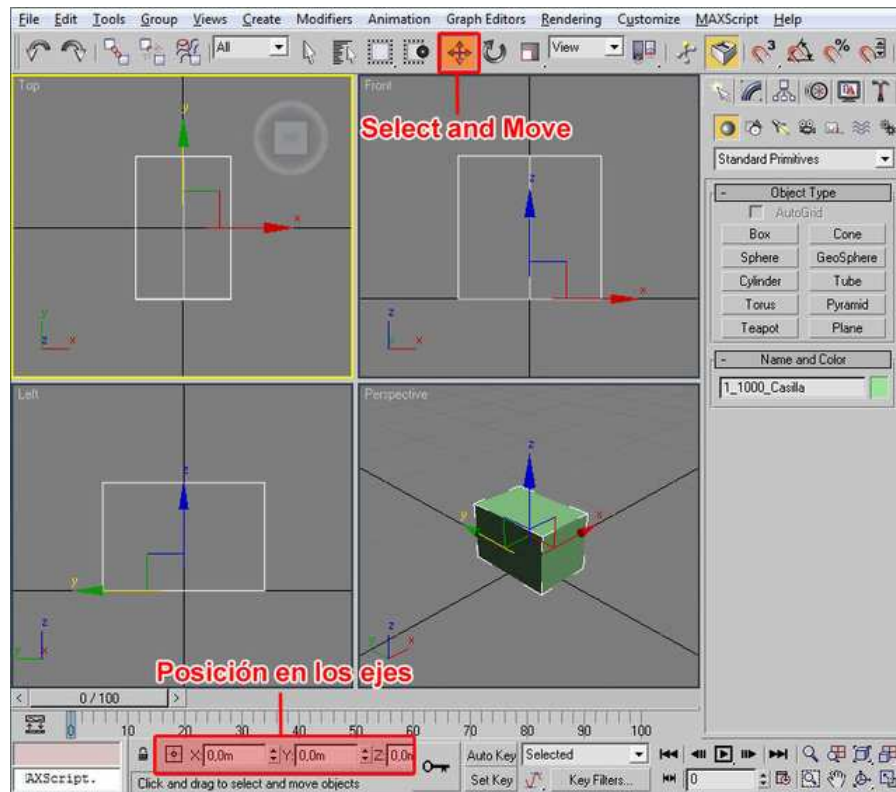 File Edit Tools Group Views Create Modifiers Animation Graph Editors Rendering Customize MAXScript Help
All View 3 %
Top Front
Select and Move
Standard Primitives
- Object Type
AutoGrid
Box Cone
Sphere GeoSphere
Cylinder Tube
Torus Pyramid
Teapot Plane
- Name and Color
1_1000_Casilla
y x z x
y z x z x
Left Perspective
z y z y x
z y z y x
Posición en los ejes
< 0 / 100 >
0 10 20 30 40 50 60 70 80 90 100
X: 0,0m Y: 0,0m Z: 0,0m
Auto Key Selected
AXScript. Click and drag to select and move objects Set Key Key Filters... 0